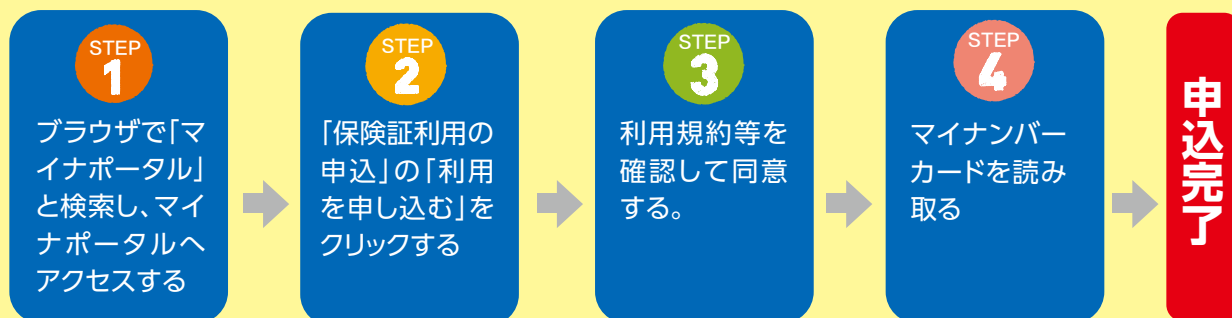 STEP
1
ブラウザで「マ
イナポータル」
と検索し、マイ
ナポータルへ
アクセスする
STEP
2
「保険証利用の
申込」の「利用
を申し込む」を
クリックする
STEP
3
利用規約等を
確認して同意
する。
STEP
4
マイナンバー
カードを読み
取る
申込完了